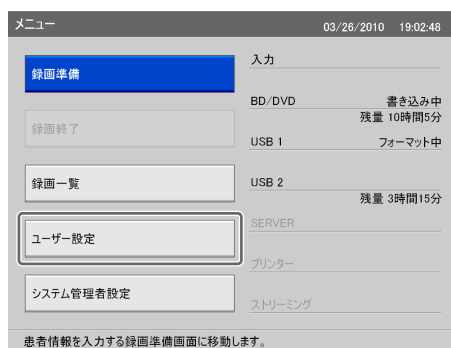 メニュー 03/26/2010 19:02:48
録画準備
録画終了
録画一覧
ユーザー設定
システム管理者設定
入力
BD/DVD 書き込み中
残量 10時間5分
USB 1 フォーマット中
USB 2
残量 3時間15分
SERVER
プリンター
ストリーミング
患者情報を入力する録画準備画面に移動します。